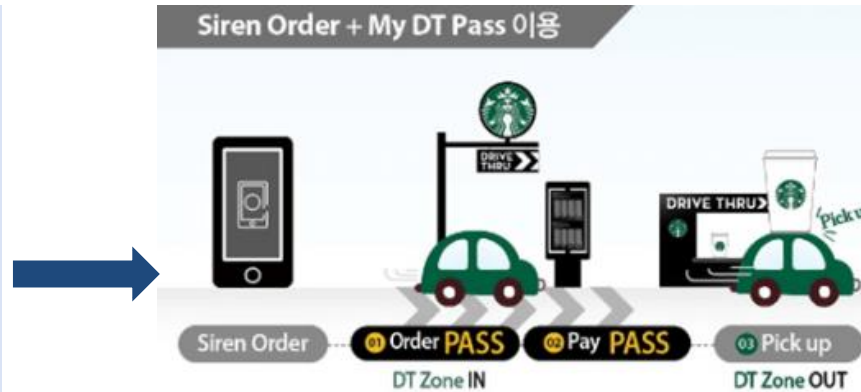 Siren Order + My DT Pass 이용
DRIVE THRU
DRIVE THRU
Pick u
Siren Order
01 Order PASS
02 Pay PASS
03 Pick up
DT Zone IN
DT Zone OUT